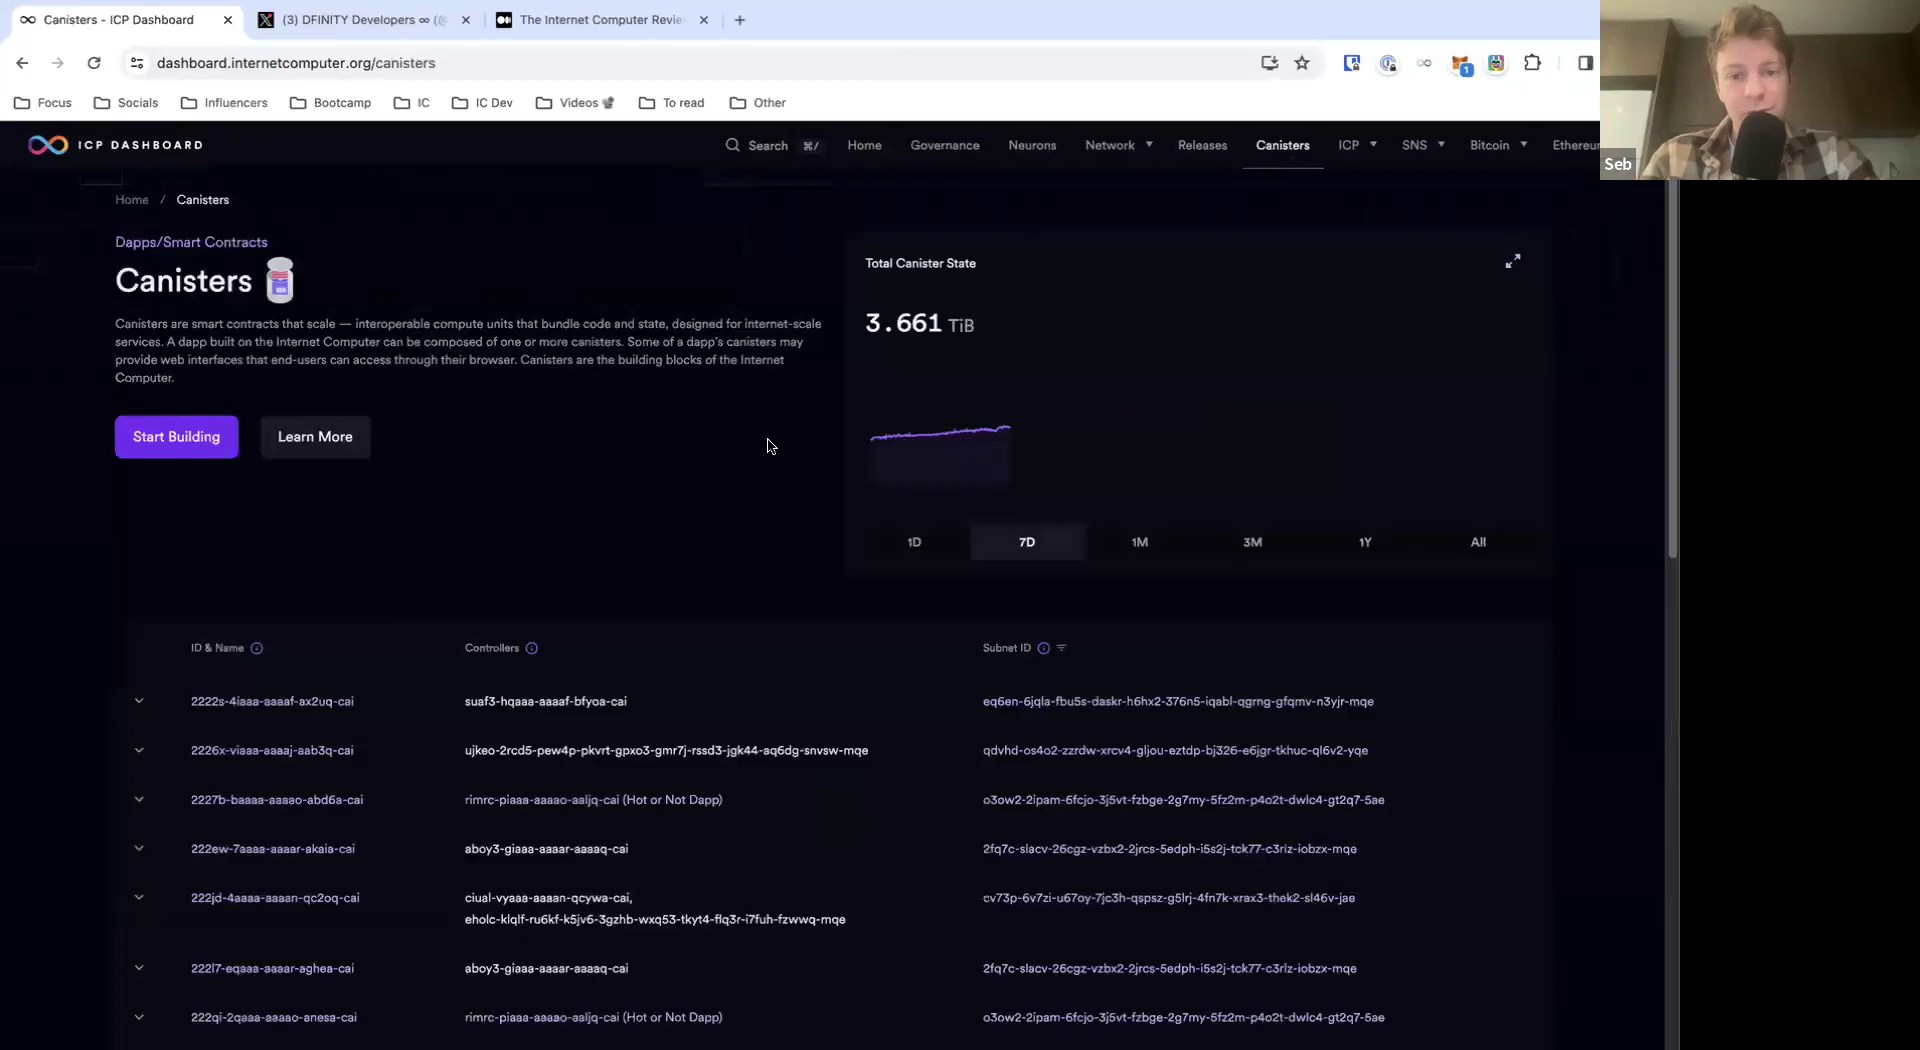 Canisters - ICP Dashboard
(3) DFINITY Developers ∞ (@
The Internet Computer Revie
dashboard.internetcomputer.org/canisters
1
Focus
Socials
Influencers
Bootcamp
IC
IC Dev
Videos
To read
Other
ICP DASHBOARD
Search
⌘/
Home
Governance
Neurons
Network
Releases
Canisters
ICP
SNS
Bitcoin
Ethereu
Seb
Home / Canisters
Dapps/Smart Contracts
Canisters
Canisters are smart contracts that scale — interoperable compute units that bundle code and state, designed for internet-scale
services. A dapp built on the Internet Computer can be composed of one or more canisters. Some of a dapp's canisters may
provide web interfaces that end-users can access through their browser. Canisters are the building blocks of the Internet
Computer.
Start Building
Learn More
Total Canister State
3.661 TiB
1D
7D
1M
3M
1Y
All
ID & Name
Controllers
Subnet ID
2222s-4iaaa-aaaaf-ax2uq-cai
suaf3-hqaaa-aaaaf-bfyoa-cai
eq6en-6jqla-fbu5s-daskr-h6hx2-376n5-iqabl-qgrng-gfqmv-n3yjr-mqe
2226x-viaaa-aaaaj-aab3q-cai
ujkeo-2rcd5-pew4p-pkvrt-gpxo3-gmr7j-rssd3-jgk44-aq6dg-snvsw-mqe
qdvhd-os4o2-zzrdw-xrcv4-gljou-eztdp-bj326-e6jgr-tkhuc-ql6v2-yqe
2227b-baaaa-aaaao-abd6a-cai
rimrc-piaaa-aaaao-aaljq-cai (Hot or Not Dapp)
o3ow2-2ipam-6fcjo-3j5vt-fzbge-2g7my-5fz2m-p4o2t-dwlc4-gt2q7-5ae
222ew-7aaaa-aaaar-akaia-cai
aboy3-giaaa-aaaar-aaaaq-cai
2fq7c-slacv-26cgz-vzbx2-2jrcs-5edph-i5s2j-tck77-c3rlz-iobzx-mqe
222jd-4aaaa-aaaan-qc2oq-cai
ciual-vyaaa-aaaan-qcywa-cai,
eholc-klqlf-ru6kf-k5jv6-3gzhb-wxq53-tkyt4-flq3r-i7fuh-fzwwq-mqe
cv73p-6v7zi-u67oy-7jc3h-qspsz-g5lrj-4fn7k-xrax3-thek2-sl46v-jae
222l7-eqaaa-aaaar-aghea-cai
aboy3-giaaa-aaaar-aaaaq-cai
2fq7c-slacv-26cgz-vzbx2-2jrcs-5edph-i5s2j-tck77-c3rlz-iobzx-mqe
222qi-2qaaa-aaaao-anesa-cai
rimrc-piaaa-aaaao-aaljq-cai (Hot or Not Dapp)
o3ow2-2ipam-6fcjo-3j5vt-fzbge-2g7my-5fz2m-p4o2t-dwlc4-gt2q7-5ae